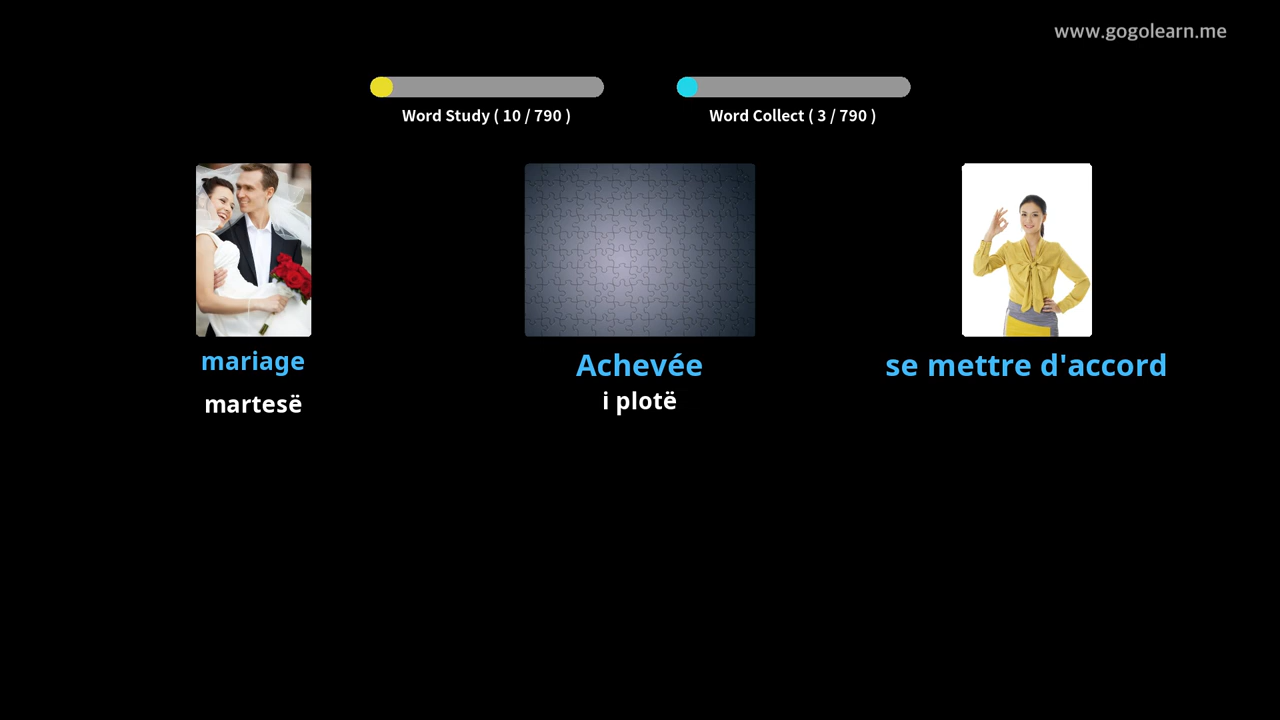 www.gogolearn.me
Word Study ( 10 / 790 )
Word Collect ( 3 / 790 )
mariage
martesë
Achevée
i plotë
se mettre d'accord